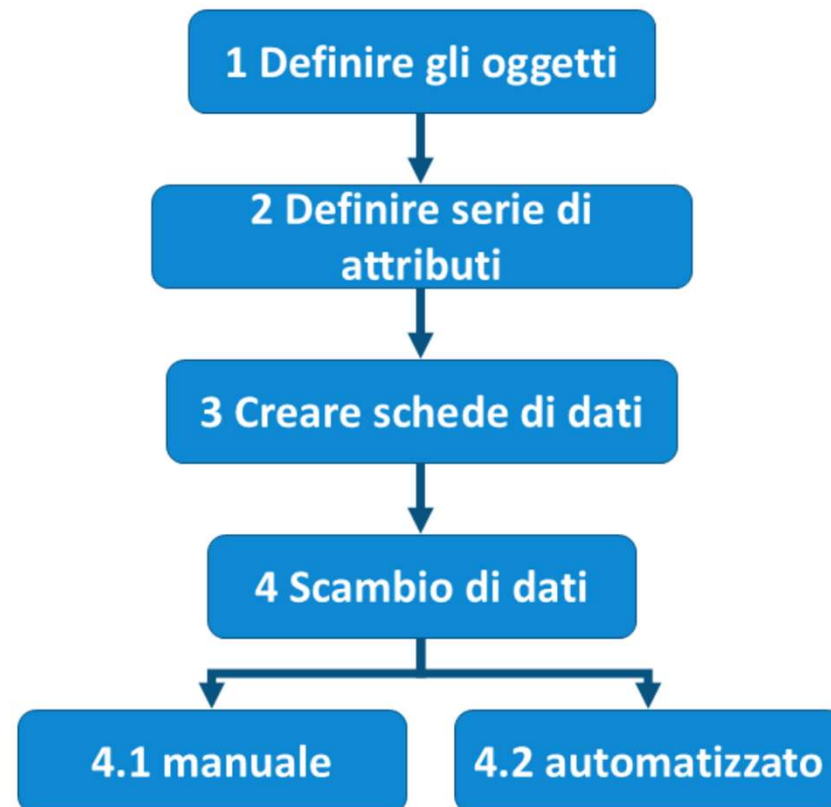 1 Definire gli oggetti
2 Definire serie di
attributi
3 Creare schede di dati
4 Scambio di dati
4.1 manuale
4.2 automatizzato